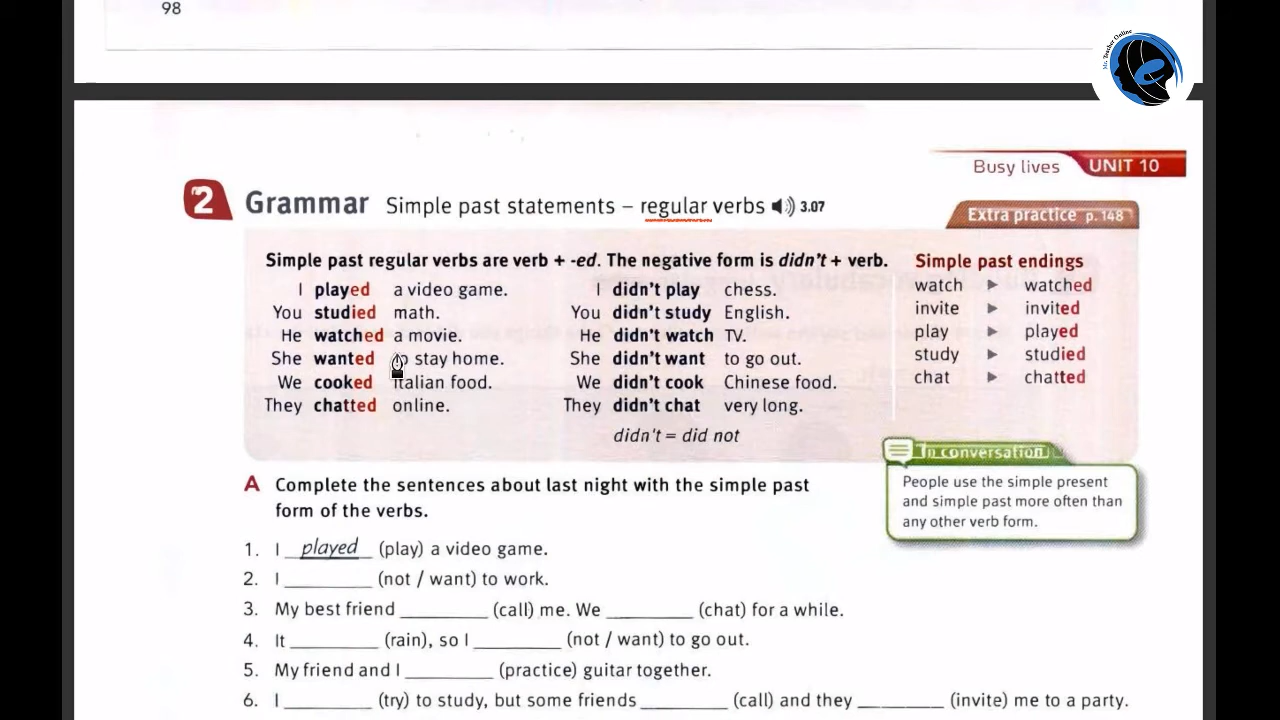 98
Mr. Teacher Online
Busy lives UNIT 10
2 Grammar Simple past statements – regular verbs 3.07
Extra practice p. 148
Simple past regular verbs are verb + -ed. The negative form is didn't + verb.
I played a video game.
You studied math.
He watched a movie.
She wanted stay home.
We cooked Italian food.
They chatted online.
I didn't play chess.
You didn't study English.
He didn't watch TV.
She didn't want to go out.
We didn't cook Chinese food.
They didn't chat very long.
didn't = did not
Simple past endings
watch ▶ watched
invite ▶ invited
play ▶ played
study ▶ studied
chat ▶ chatted
In conversation
People use the simple present
and simple past more often than
any other verb form.
A Complete the sentences about last night with the simple past
form of the verbs.
1. I played (play) a video game.
2. I ________ (not / want) to work.
3. My best friend ________ (call) me. We ________ (chat) for a while.
4. It ________ (rain), so I ________ (not / want) to go out.
5. My friend and I ________ (practice) guitar together.
6. I ________ (try) to study, but some friends ________ (call) and they ________ (invite) me to a party.